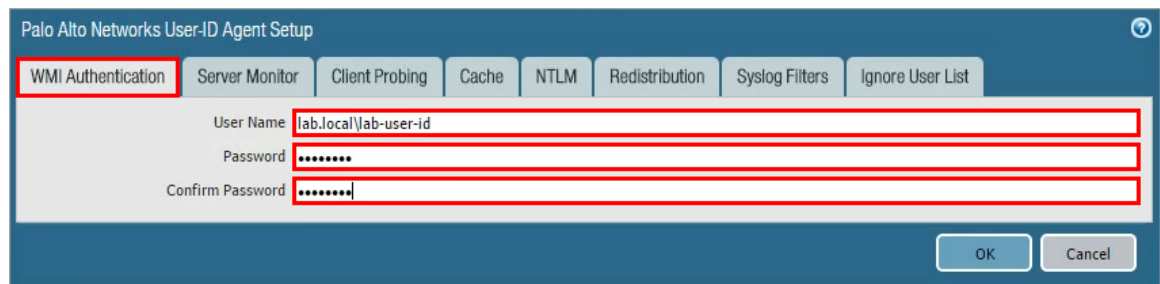 Palo Alto Networks User-ID Agent Setup
WMI Authentication Server Monitor Client Probing Cache NTLM Redistribution Syslog Filters Ignore User List
User Name lab.local\lab-user-id
Password ••••••••
Confirm Password ••••••••
OK Cancel